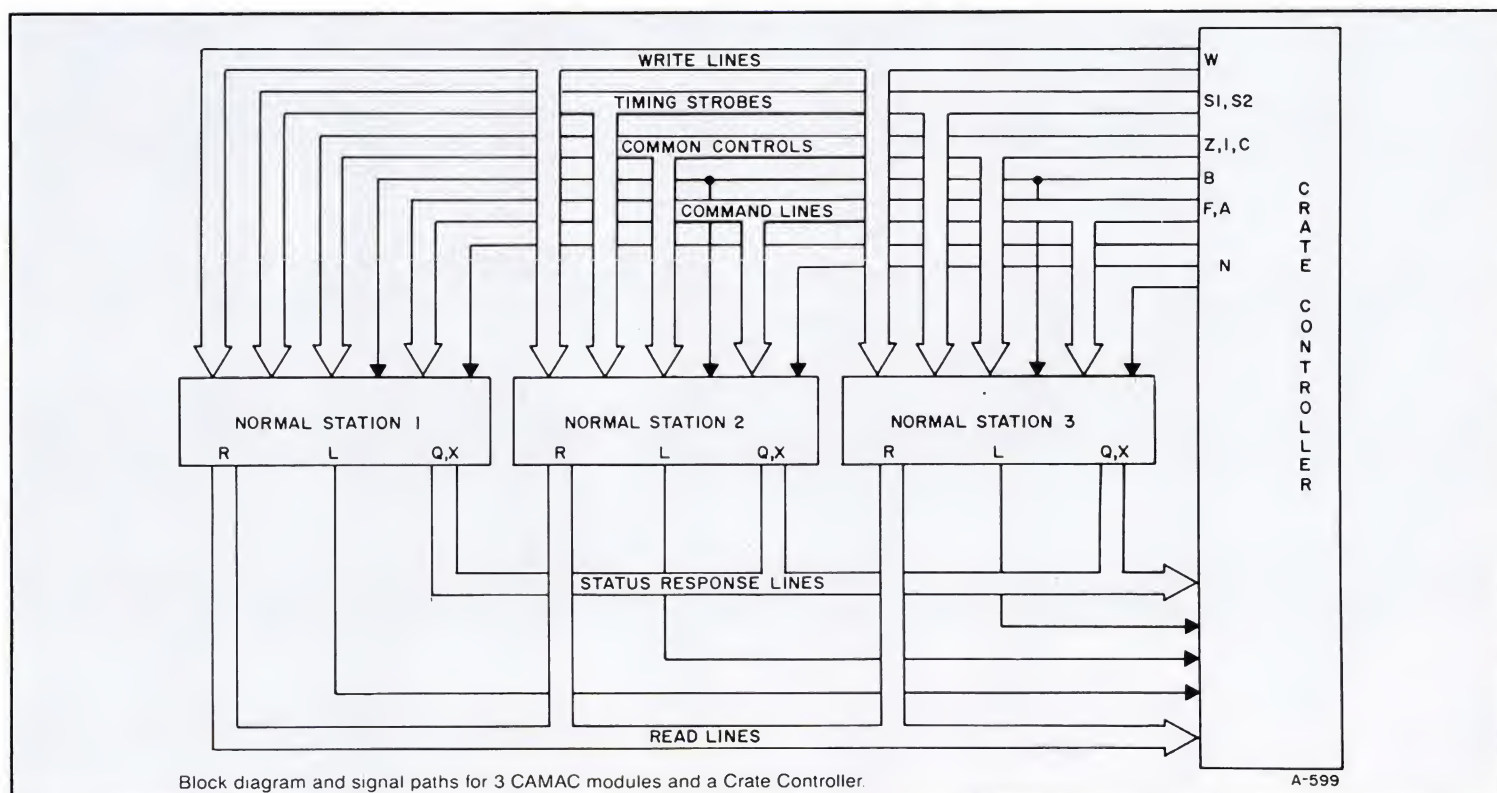 WRITE LINES
W
TIMING STROBES
S1, S2
COMMON CONTROLS
Z, I, C
B
COMMAND LINES
F, A
N
CRATE CONTROLLER
NORMAL STATION 1
R L Q,X
NORMAL STATION 2
R L Q,X
NORMAL STATION 3
R L Q,X
STATUS RESPONSE LINES
READ LINES
Block diagram and signal paths for 3 CAMAC modules and a Crate Controller.
A-599